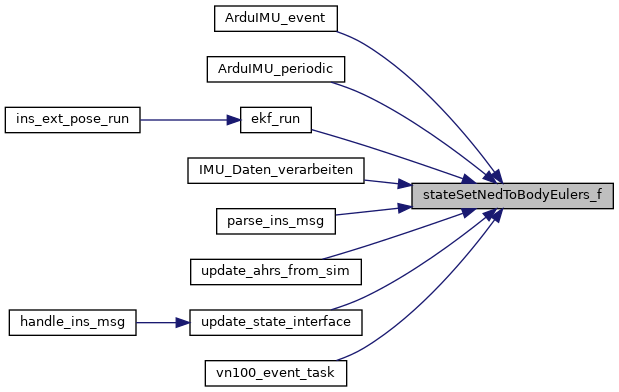 ArduIMU_event
ArduIMU_periodic
ins_ext_pose_run
ekf_run
IMU_Daten_verarbeiten
stateSetNedToBodyEulers_f
parse_ins_msg
update_ahrs_from_sim
handle_ins_msg
update_state_interface
vn100_event_task